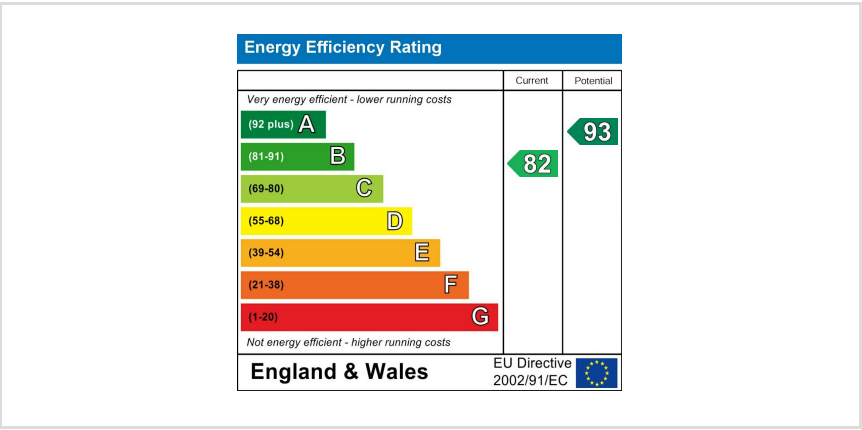 Energy Efficiency Rating
Current Potential
Very energy efficient - lower running costs
(92 plus) A
93
(81-91) B
82
(69-80) C
(55-68) D
(39-54) E
(21-38) F
(1-20) G
Not energy efficient - higher running costs
England & Wales
EU Directive
2002/91/EC